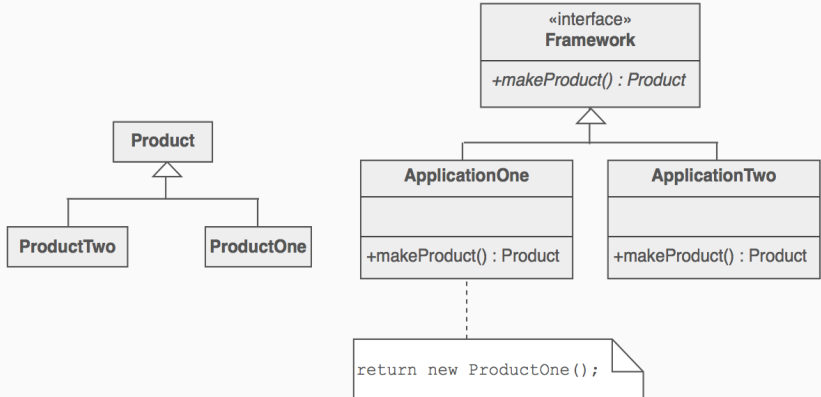 «interface»
Framework
+makeProduct() : Product
Product
ProductTwo
ProductOne
ApplicationOne
+makeProduct() : Product
ApplicationTwo
+makeProduct() : Product
return new ProductOne();